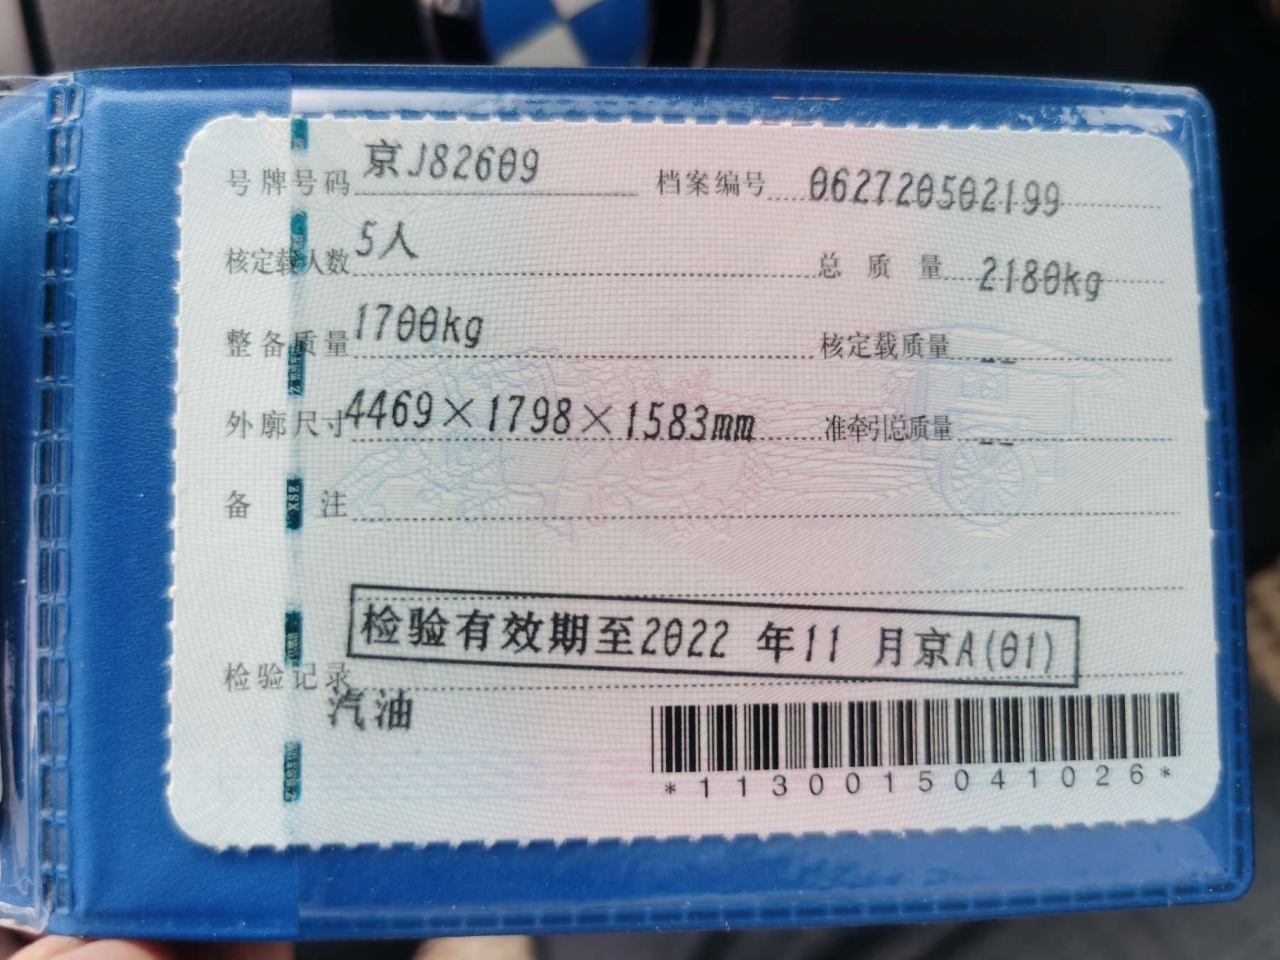 号牌号码 京J82609 档案编号 062720502199
核定载人数 5人 总质量 2180kg
整备质量 1700kg 核定载质量 --
外廓尺寸 4469×1798×1583mm 准牵引总质量 --
备注
检验有效期至2022年11月京A(01)
检验记录
汽油
*1130015041026*
XSZ